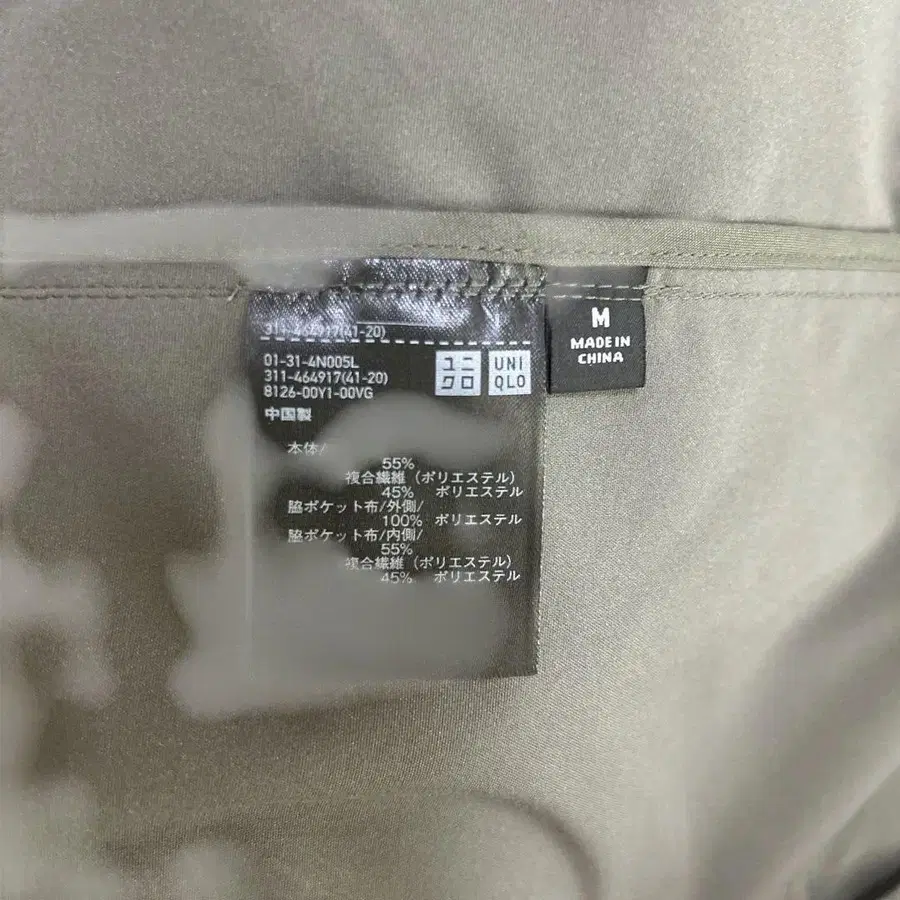 311-464917(41-20)
01-31-4N005L
311-464917(41-20)
8126-00Y1-00VG
中国製
ユニ
クロ
UNI
QLO
M
MADE IN
CHINA
本体/
55%
複合繊維（ポリエステル）
45% ポリエステル
脇ポケット布/外側/
100% ポリエステル
脇ポケット布/内側/
55%
複合繊維（ポリエステル）
45% ポリエステル